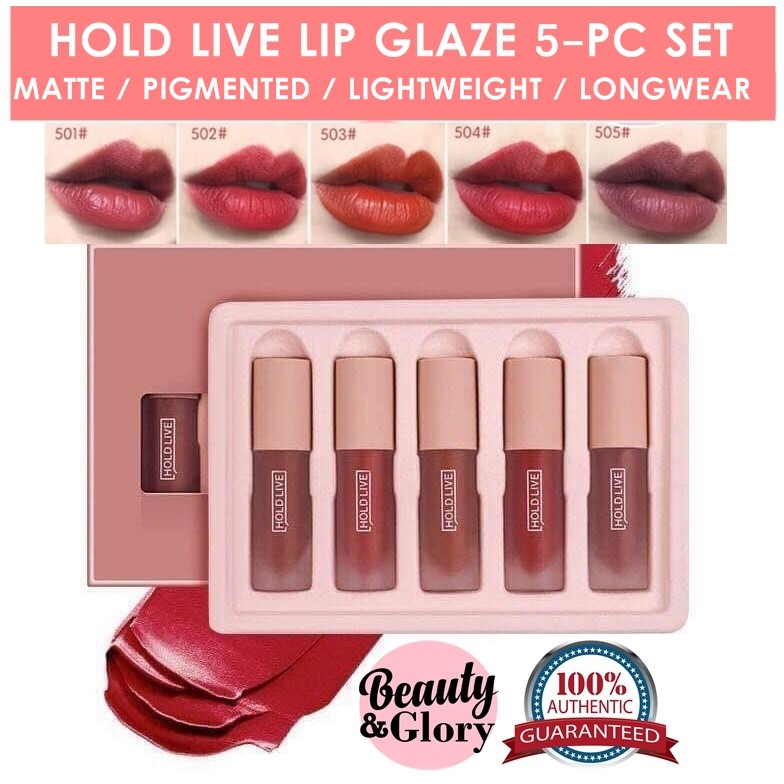 HOLD LIVE LIP GLAZE 5-PC SET
MATTE / PIGMENTED / LIGHTWEIGHT / LONGWEAR
501# 502# 503# 504# 505#
HOLD LIVE
HOLD LIVE HOLD LIVE HOLD LIVE HOLD LIVE HOLD LIVE
Beauty
&Glory
100%
AUTHENTIC
GUARANTEED